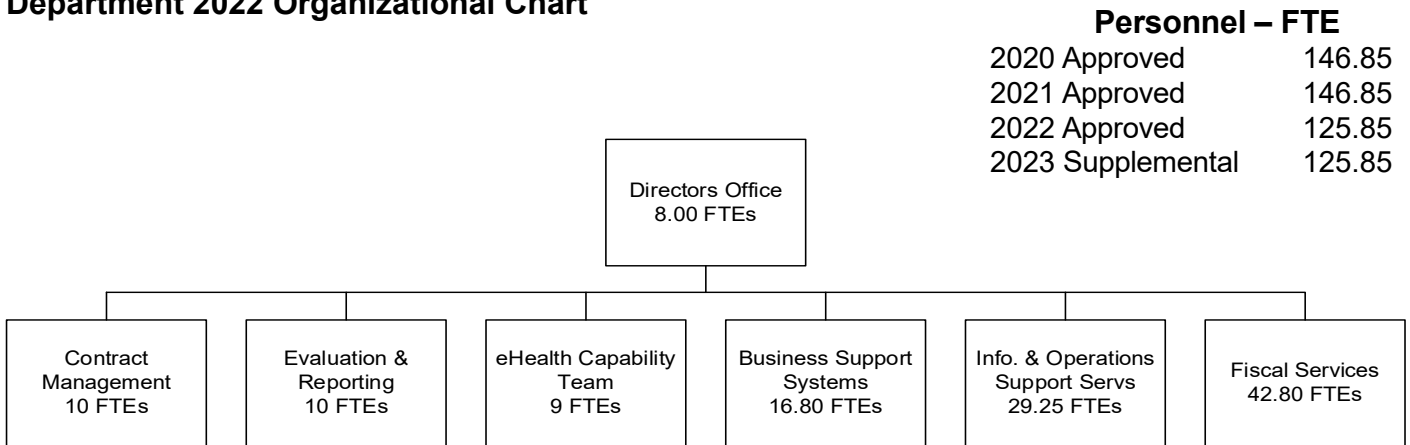 Department 2022 Organizational Chart
Personnel – FTE
2020 Approved 146.85
2021 Approved 146.85
2022 Approved 125.85
2023 Supplemental 125.85
Directors Office
8.00 FTEs
Contract
Management
10 FTEs
Evaluation &
Reporting
10 FTEs
eHealth Capability
Team
9 FTEs
Business Support
Systems
16.80 FTEs
Info. & Operations
Support Servs
29.25 FTEs
Fiscal Services
42.80 FTEs